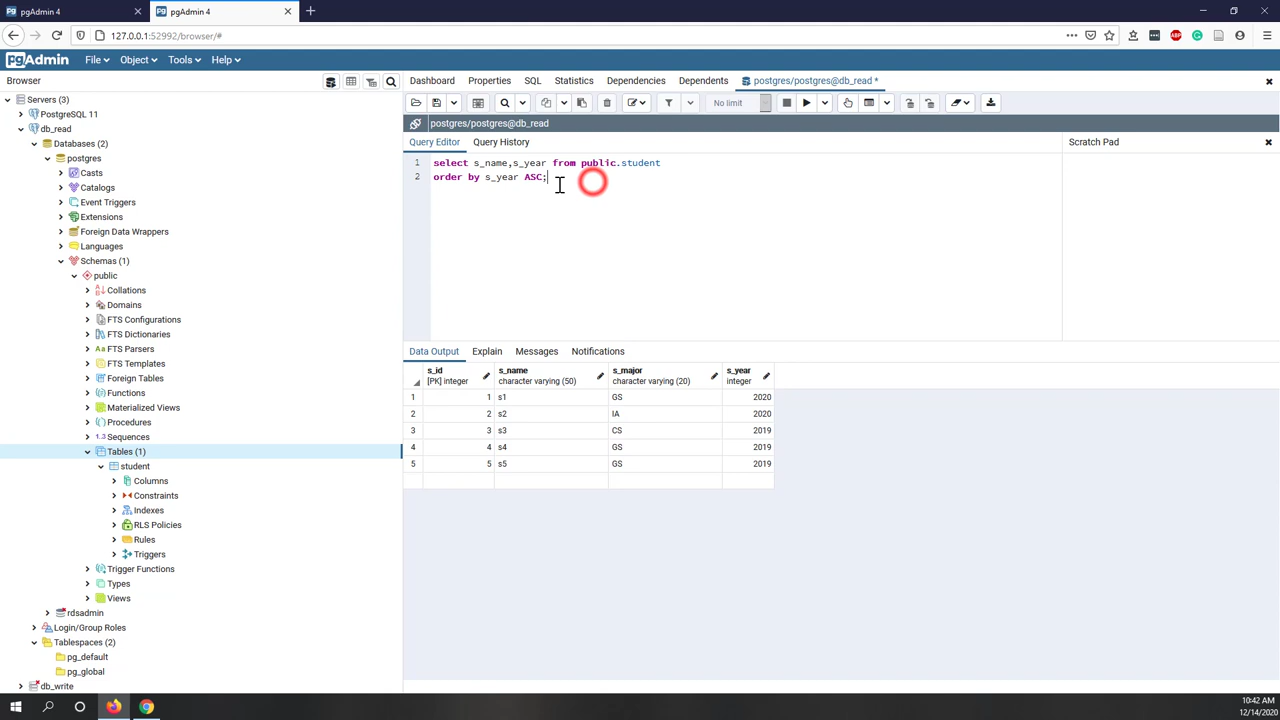 pgAdmin 4
pgAdmin 4
127.0.0.1:52992/browser/#
pgAdmin File Object Tools Help
Browser
Dashboard Properties SQL Statistics Dependencies Dependents postgres/postgres@db_read *
Servers (3)
PostgreSQL 11
db_read
Databases (2)
postgres
Casts
Catalogs
Event Triggers
Extensions
Foreign Data Wrappers
Languages
Schemas (1)
public
Collations
Domains
FTS Configurations
FTS Dictionaries
FTS Parsers
FTS Templates
Foreign Tables
Functions
Materialized Views
Procedures
1.3 Sequences
Tables (1)
student
Columns
Constraints
Indexes
RLS Policies
Rules
Triggers
Trigger Functions
Types
Views
rdsadmin
Login/Group Roles
Tablespaces (2)
pg_default
pg_global
db_write
No limit
postgres/postgres@db_read
Query Editor Query History
Scratch Pad
1 select s_name,s_year from public.student
2 order by s_year ASC;
Data Output Explain Messages Notifications
s_id s_name s_major s_year
[PK] integer character varying (50) character varying (20) integer
1 1 s1 GS 2020
2 2 s2 IA 2020
3 3 s3 CS 2019
4 4 s4 GS 2019
5 5 s5 GS 2019
10:42 AM
12/14/2020